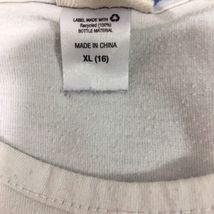 LABEL MADE WITH
Recycled (100%)
BOTTLE MATERIAL
MADE IN CHINA
XL (16)